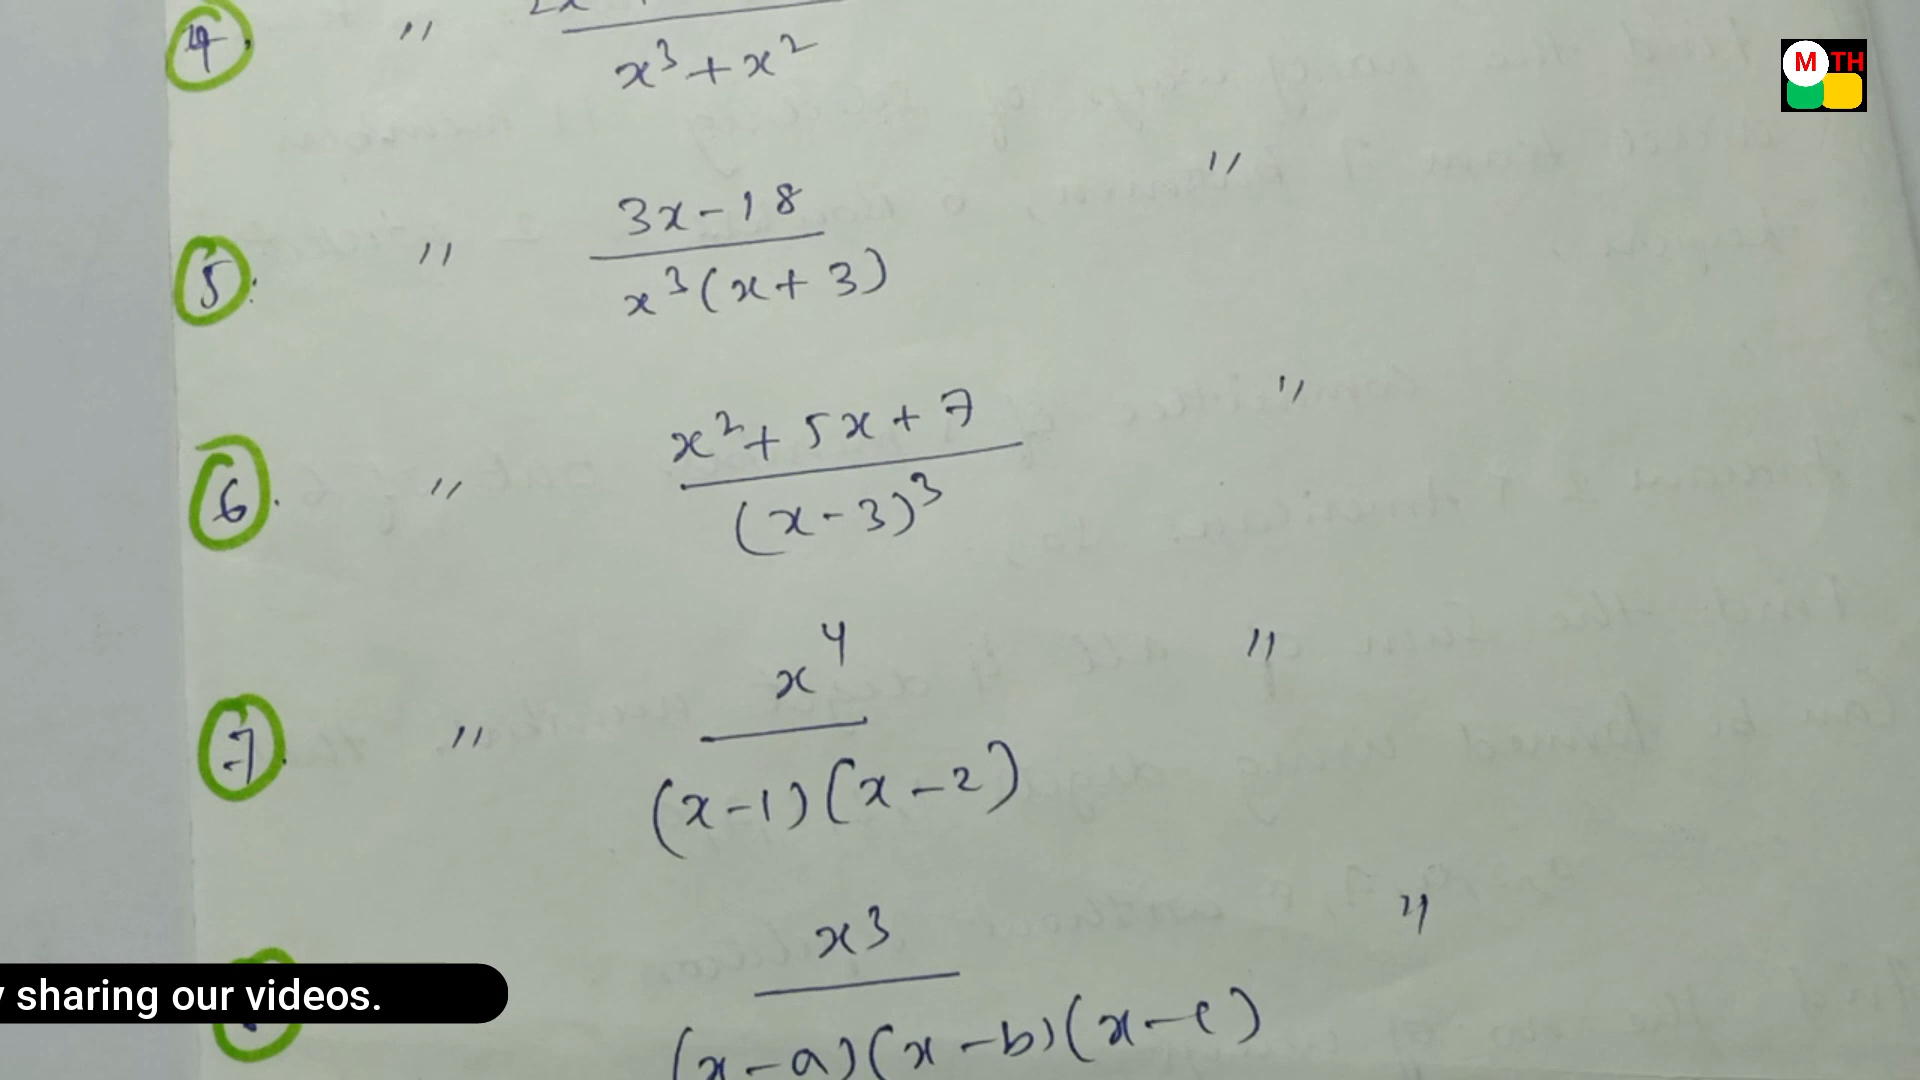 4. "
x³+x²
M TH
5. " 3x-18 / x³(x+3) "
6. " x²+5x+7 / (x-3)³ "
7. " x⁴ / (x-1)(x-2) "
x³ / (x-a)(x-b)(x-c) "
sharing our videos.